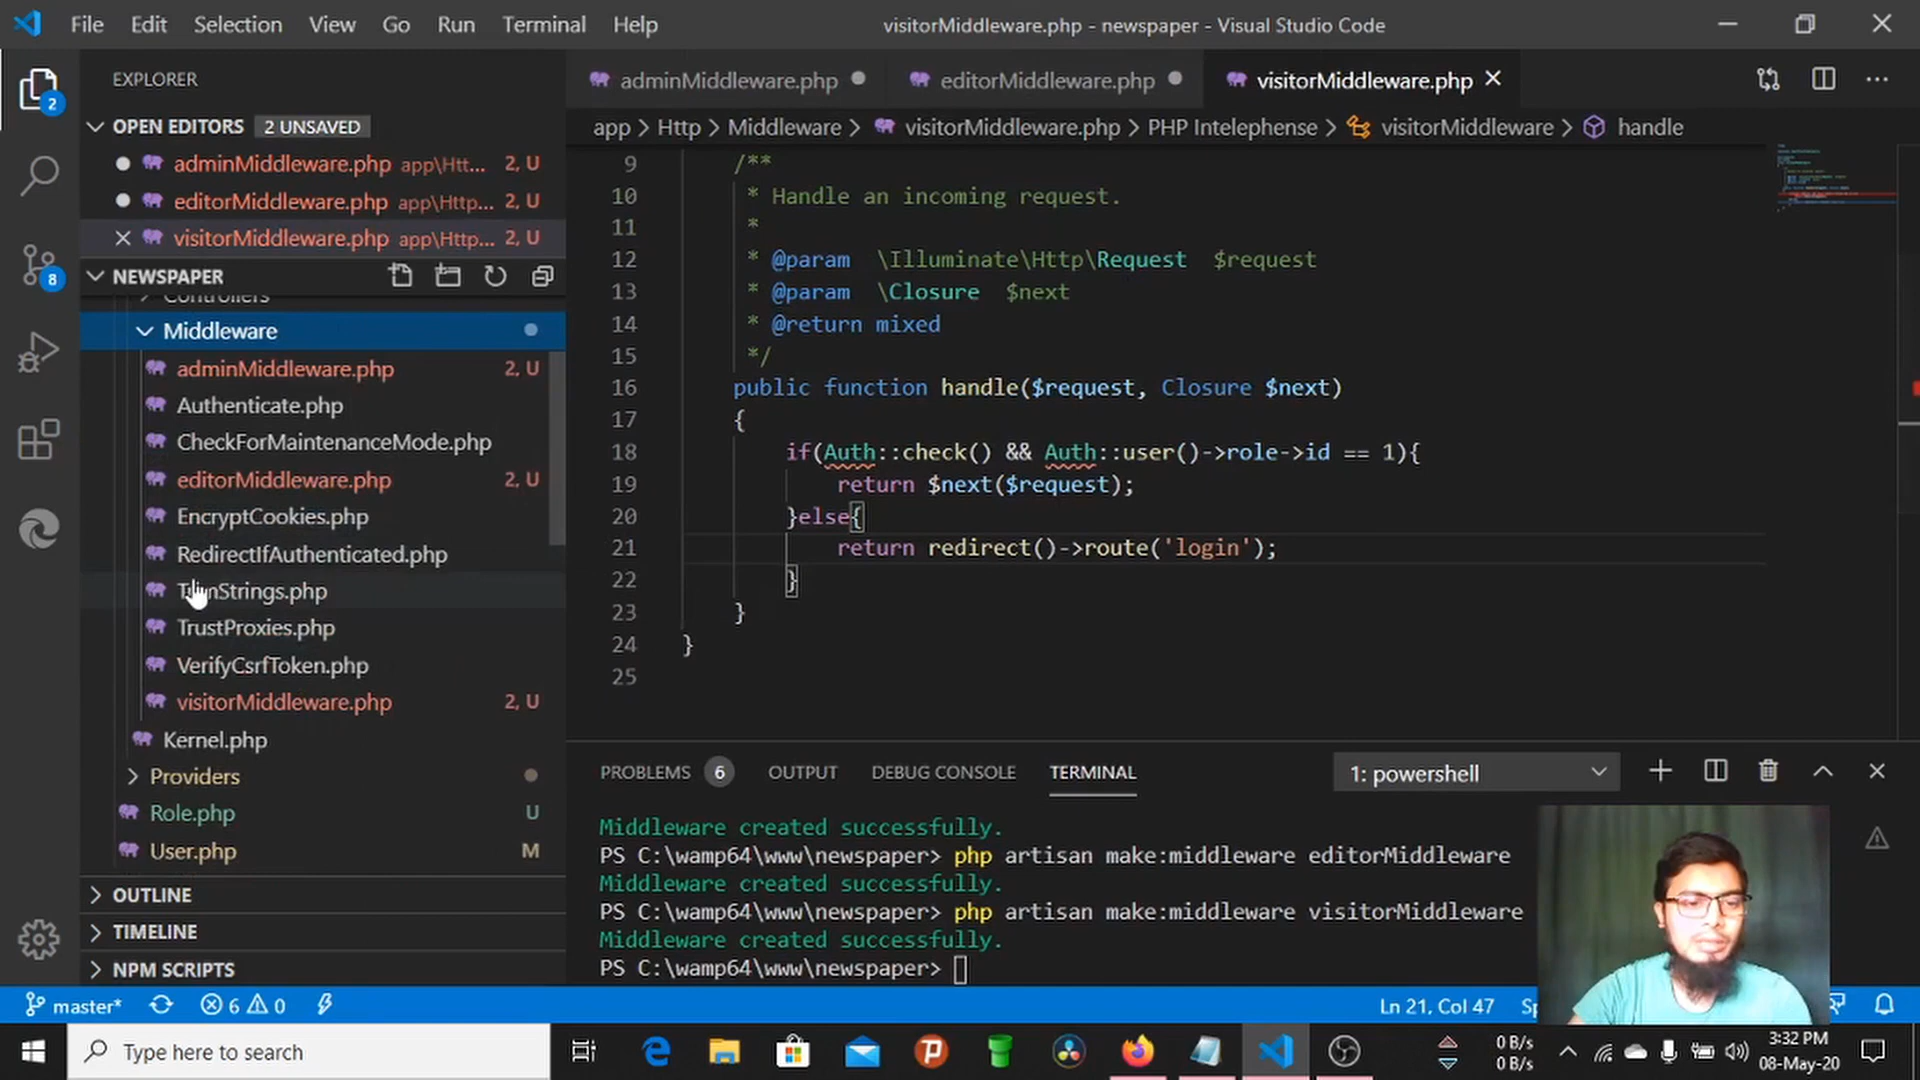 File Edit Selection View Go Run Terminal Help
visitorMiddleware.php - newspaper - Visual Studio Code
EXPLORER
OPEN EDITORS 2 UNSAVED
adminMiddleware.php app\Htt... 2, U
editorMiddleware.php app\Http... 2, U
visitorMiddleware.php app\Http... 2, U
NEWSPAPER
Controllers
Middleware
adminMiddleware.php 2, U
Authenticate.php
CheckForMaintenanceMode.php
editorMiddleware.php 2, U
EncryptCookies.php
RedirectIfAuthenticated.php
TrimStrings.php
TrustProxies.php
VerifyCsrfToken.php
visitorMiddleware.php 2, U
Kernel.php
Providers
Role.php U
User.php M
OUTLINE
TIMELINE
NPM SCRIPTS
2
8
adminMiddleware.php
editorMiddleware.php
visitorMiddleware.php
app > Http > Middleware > visitorMiddleware.php > PHP Intelephense > visitorMiddleware > handle
9 /**
10 * Handle an incoming request.
11 *
12 * @param \Illuminate\Http\Request $request
13 * @param \Closure $next
14 * @return mixed
15 */
16 public function handle($request, Closure $next)
17 {
18 if(Auth::check() && Auth::user()->role->id == 1){
19 return $next($request);
20 }else{
21 return redirect()->route('login');
22 }
23 }
24 }
25
PROBLEMS 6 OUTPUT DEBUG CONSOLE TERMINAL 1: powershell
Middleware created successfully.
PS C:\wamp64\www\newspaper> php artisan make:middleware editorMiddleware
Middleware created successfully.
PS C:\wamp64\www\newspaper> php artisan make:middleware visitorMiddleware
Middleware created successfully.
PS C:\wamp64\www\newspaper>
master* 6 0 Ln 21, Col 47
Type here to search
0 B/s
0 B/s
3:32 PM
08-May-20